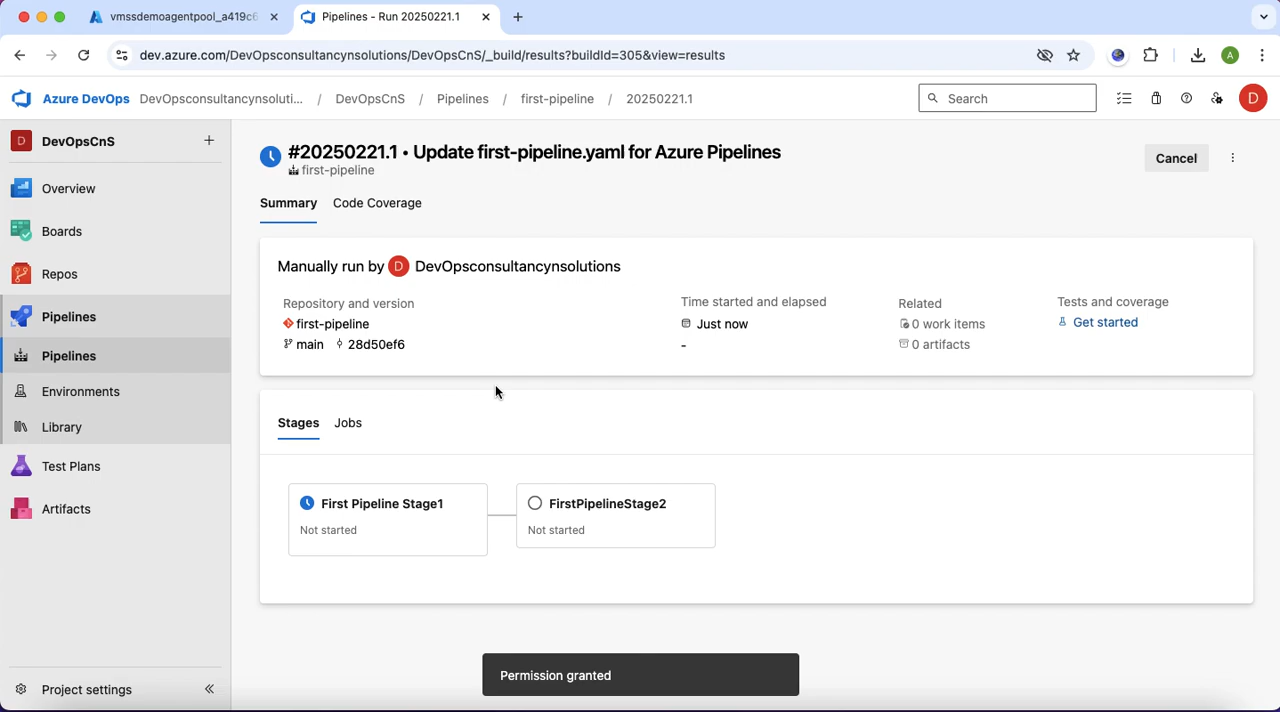 vmssdemoagentpool_a419c6
Pipelines - Run 20250221.1
dev.azure.com/DevOpsconsultancynsolutions/DevOpsCnS/_build/results?buildId=305&view=results
A
Azure DevOps DevOpsconsultancynsoluti... / DevOpsCnS / Pipelines / first-pipeline / 20250221.1
Search
D
D DevOpsCnS
Overview
Boards
Repos
Pipelines
Pipelines
Environments
Library
Test Plans
Artifacts
Project settings
#20250221.1 • Update first-pipeline.yaml for Azure Pipelines
first-pipeline
Cancel
Summary Code Coverage
Manually run by D DevOpsconsultancynsolutions
Repository and version
first-pipeline
main 28d50ef6
Time started and elapsed
Just now
-
Related
0 work items
0 artifacts
Tests and coverage
Get started
Stages Jobs
First Pipeline Stage1
Not started
FirstPipelineStage2
Not started
Permission granted